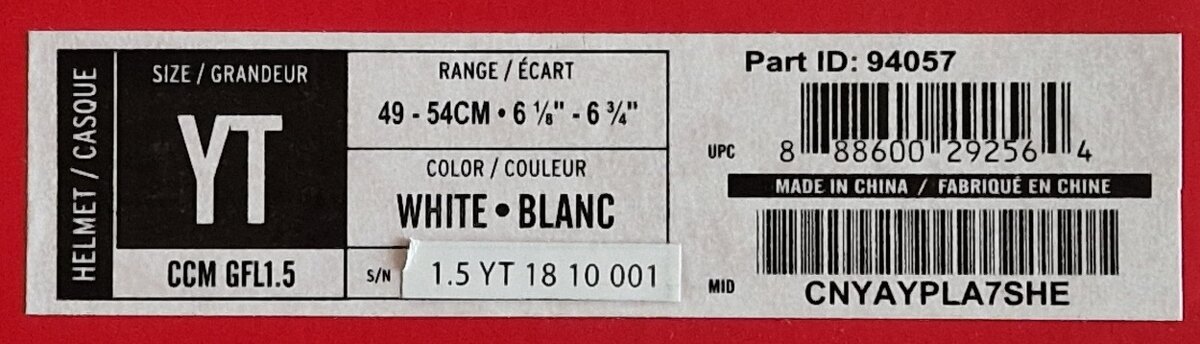 HELMET / CASQUE
SIZE / GRANDEUR
YT
CCM GFL1.5
RANGE / ÉCART
49 - 54CM • 6 ⅛" - 6 ¾"
COLOR / COULEUR
WHITE • BLANC
S/N 1.5 YT 18 10 001
Part ID: 94057
UPC 8 88600 29256 4
MADE IN CHINA / FABRIQUÉ EN CHINE
MID CNYAYPLA7SHE